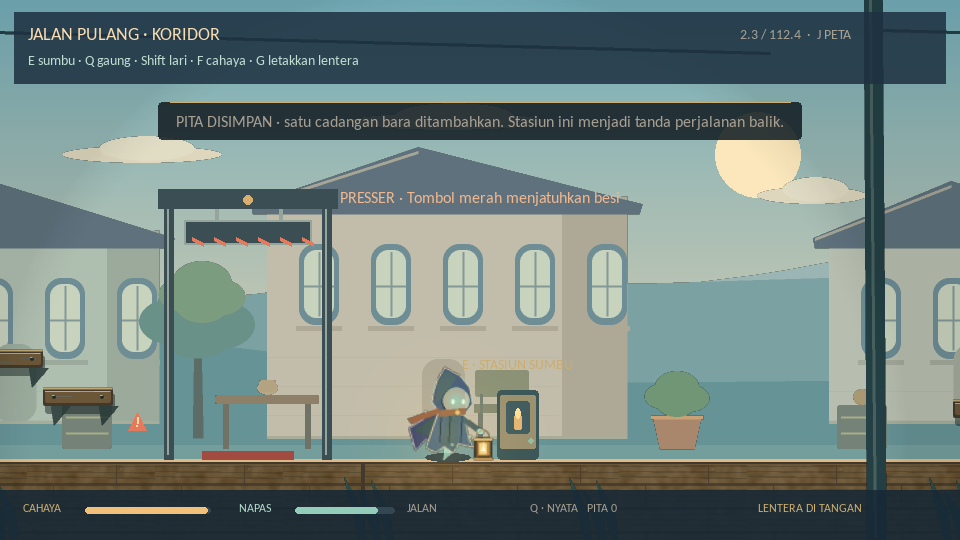 JALAN PULANG · KORIDOR
2.3 / 112.4 · J PETA
E sumbu · Q gaung · Shift lari · F cahaya · G letakkan lentera
PITA DISIMPAN · satu cadangan bara ditambahkan. Stasiun ini menjadi tanda perjalanan balik.
PRESSER · Tombol merah menjatuhkan besi
E · STASIUN SUMBU
CAHAYA
NAPAS
JALAN
Q · NYATA
PITA 0
LENTERA DI TANGAN